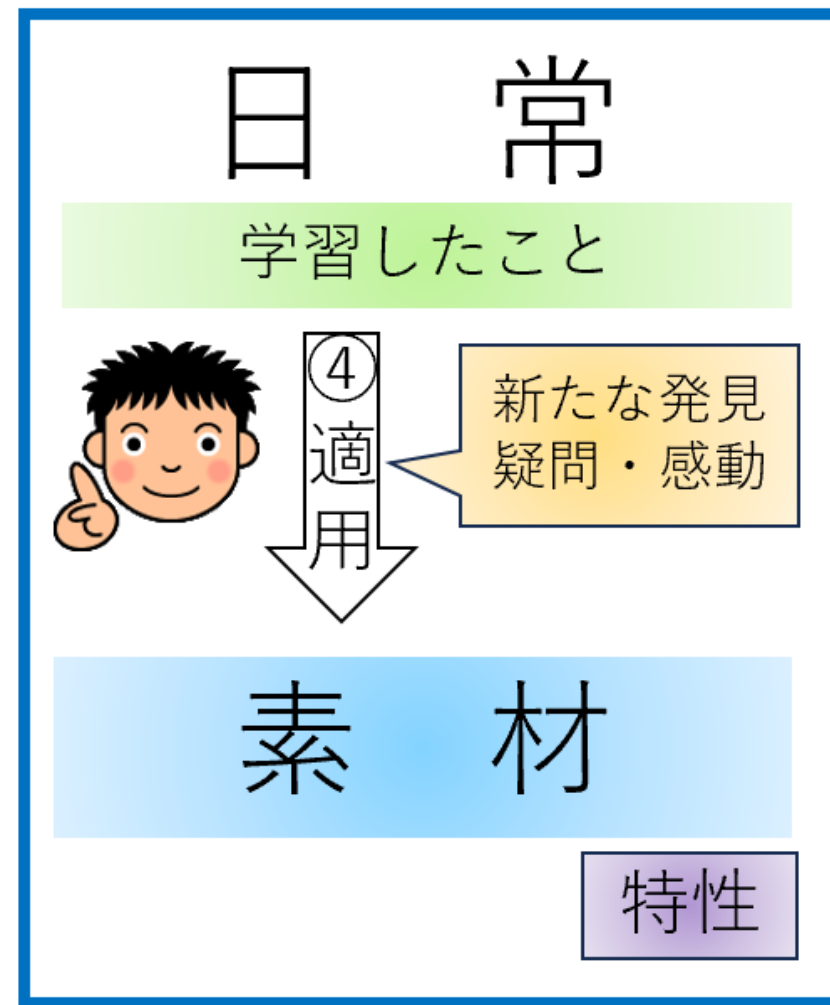 日常
学習したこと
④適用
新たな発見
疑問・感動
素材
特性